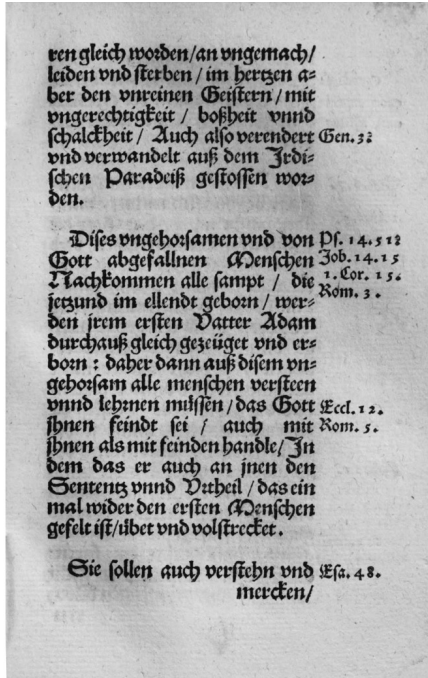 ren gleich worden/an vngemach/
leiden vnd sterben/im hertzen a-
ber den vnreinen Geistern/mit
vngerechtigkeit/ boßheit vnnd
schalckheit/ Auch also verendert Gen. 3.
vnd verwandelt auß dem Irdi-
schen Paradeiß gestossen wor-
den.
Dises vngehorsamen vnd von Ps. 14. 51
Gott abgefallnen Menschen Job. 14. 15
Nachkommen alle sampt / die 1. Cor. 15.
jetzund im ellendt geborn/wer- Rom. 3.
den jrem ersten Vatter Adam
durchauß gleich gezeüget vnd er-
born : daher dann auß disem vn-
gehorsam alle menschen versteen
vnnd lehrnen müssen/das Gott Eccl. 12.
jhnen feindt sei / auch mit Rom. 5.
jhnen als mit feinden handle/In
dem das er auch an jnen den
Sententz vnnd Vrtheil/das ein
mal wider den ersten Menschen
gefelt ist/übet vnd volstrecket.
Sie sollen auch verstehn vnd Esa. 48.
mercken/